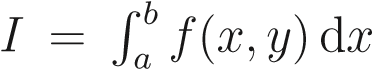 I = ∫_a^b f(x, y) dx